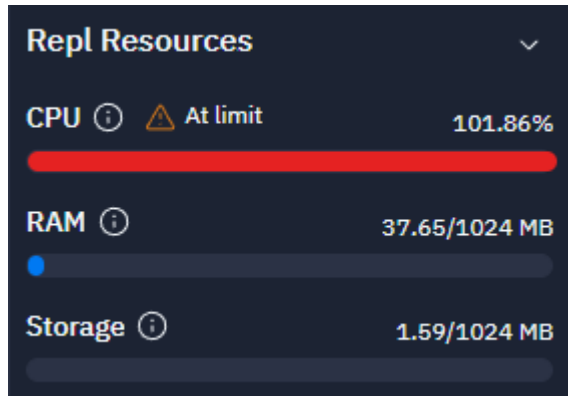 Repl Resources
CPU At limit 101.86%
RAM 37.65/1024 MB
Storage 1.59/1024 MB